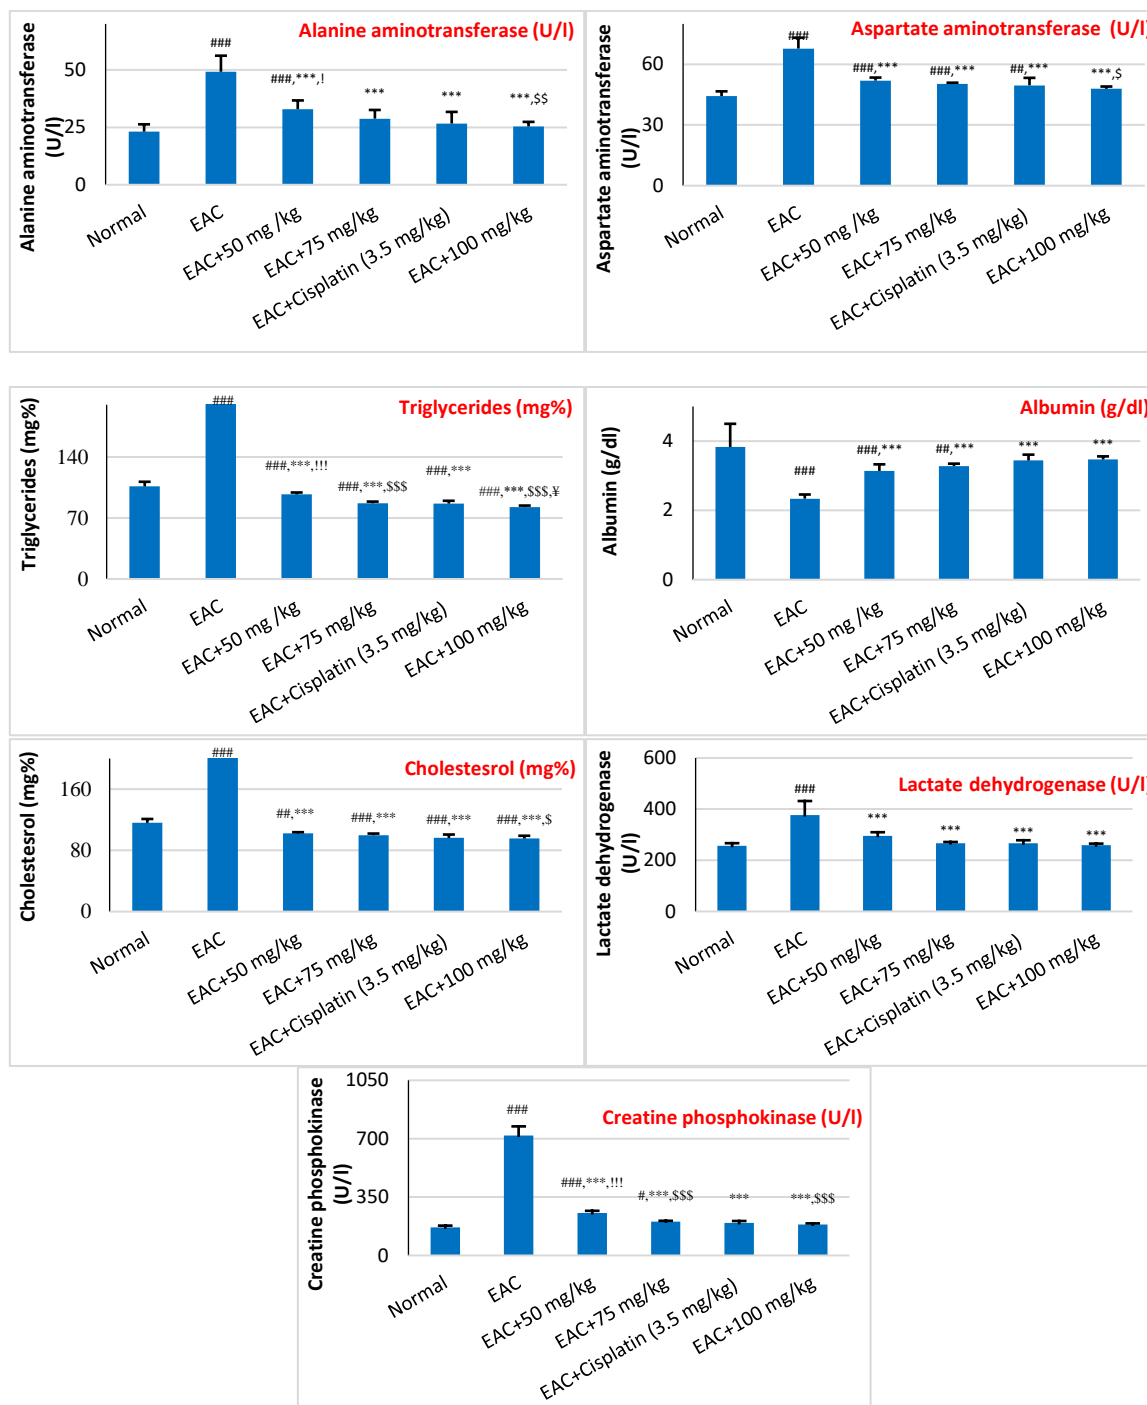 Alanine aminotransferase (U/l)
Alanine aminotransferase
(U/l)
50
25
0
###
###,***,!
***
***
***,$$
Normal
EAC
EAC+50 mg /kg
EAC+75 mg/kg
EAC+Cisplatin (3.5 mg/kg)
EAC+100 mg/kg
Aspartate aminotransferase (U/l)
Aspartate aminotransferase
(U/l)
60
30
0
###
###,***
###,***
##,***
***,$
Normal
EAC
EAC+50 mg /kg
EAC+75 mg/kg
EAC+Cisplatin (3.5 mg/kg)
EAC+100 mg/kg
Triglycerides (mg%)
Triglycerides (mg%)
140
70
0
###
###,***,!!!
###,***,$$$
###,***
###,***,$$$,¥
Normal
EAC
EAC+50 mg /kg
EAC+75 mg/kg
EAC+Cisplatin (3.5 mg/kg)
EAC+100 mg/kg
Albumin (g/dl)
Albumin (g/dl)
4
2
0
###
###,***
##,***
***
***
Normal
EAC
EAC+50 mg /kg
EAC+75 mg/kg
EAC+Cisplatin (3.5 mg/kg)
EAC+100 mg/kg
Cholestesrol (mg%)
Cholestesrol (mg%)
160
80
0
###
##,***
###,***
###,***
###,***,$
Normal
EAC
EAC+50 mg/kg
EAC+75 mg/kg
EAC+Cisplatin (3.5 mg/kg)
EAC+100 mg/kg
Lactate dehydrogenase (U/l)
Lactate dehydrogenase
(U/l)
600
400
200
0
###
***
***
***
***
Normal
EAC
EAC+50 mg/kg
EAC+75 mg/kg
EAC+Cisplatin (3.5 mg/kg)
EAC+100 mg/kg
Creatine phosphokinase (U/l)
Creatine phosphokinase
(U/l)
1050
700
350
0
###
###,***,!!!
#,***,$$$
***
***,$$$
Normal
EAC
EAC+50 mg/kg
EAC+75 mg/kg
EAC+Cisplatin (3.5 mg/kg)
EAC+100 mg/kg